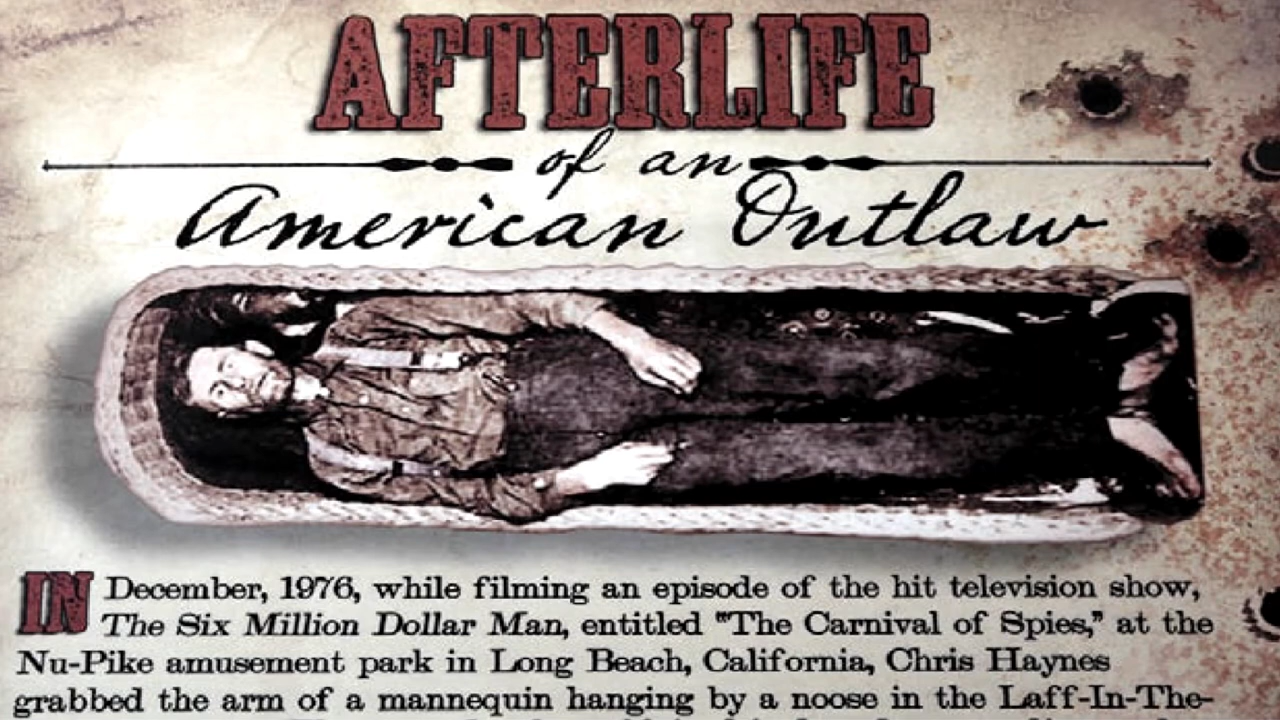 AFTERLIFE
of an
American Outlaw
IN December, 1976, while filming an episode of the hit television show,
The Six Million Dollar Man, entitled "The Carnival of Spies," at the
Nu-Pike amusement park in Long Beach, California, Chris Haynes
grabbed the arm of a mannequin hanging by a noose in the Laff-In-The-